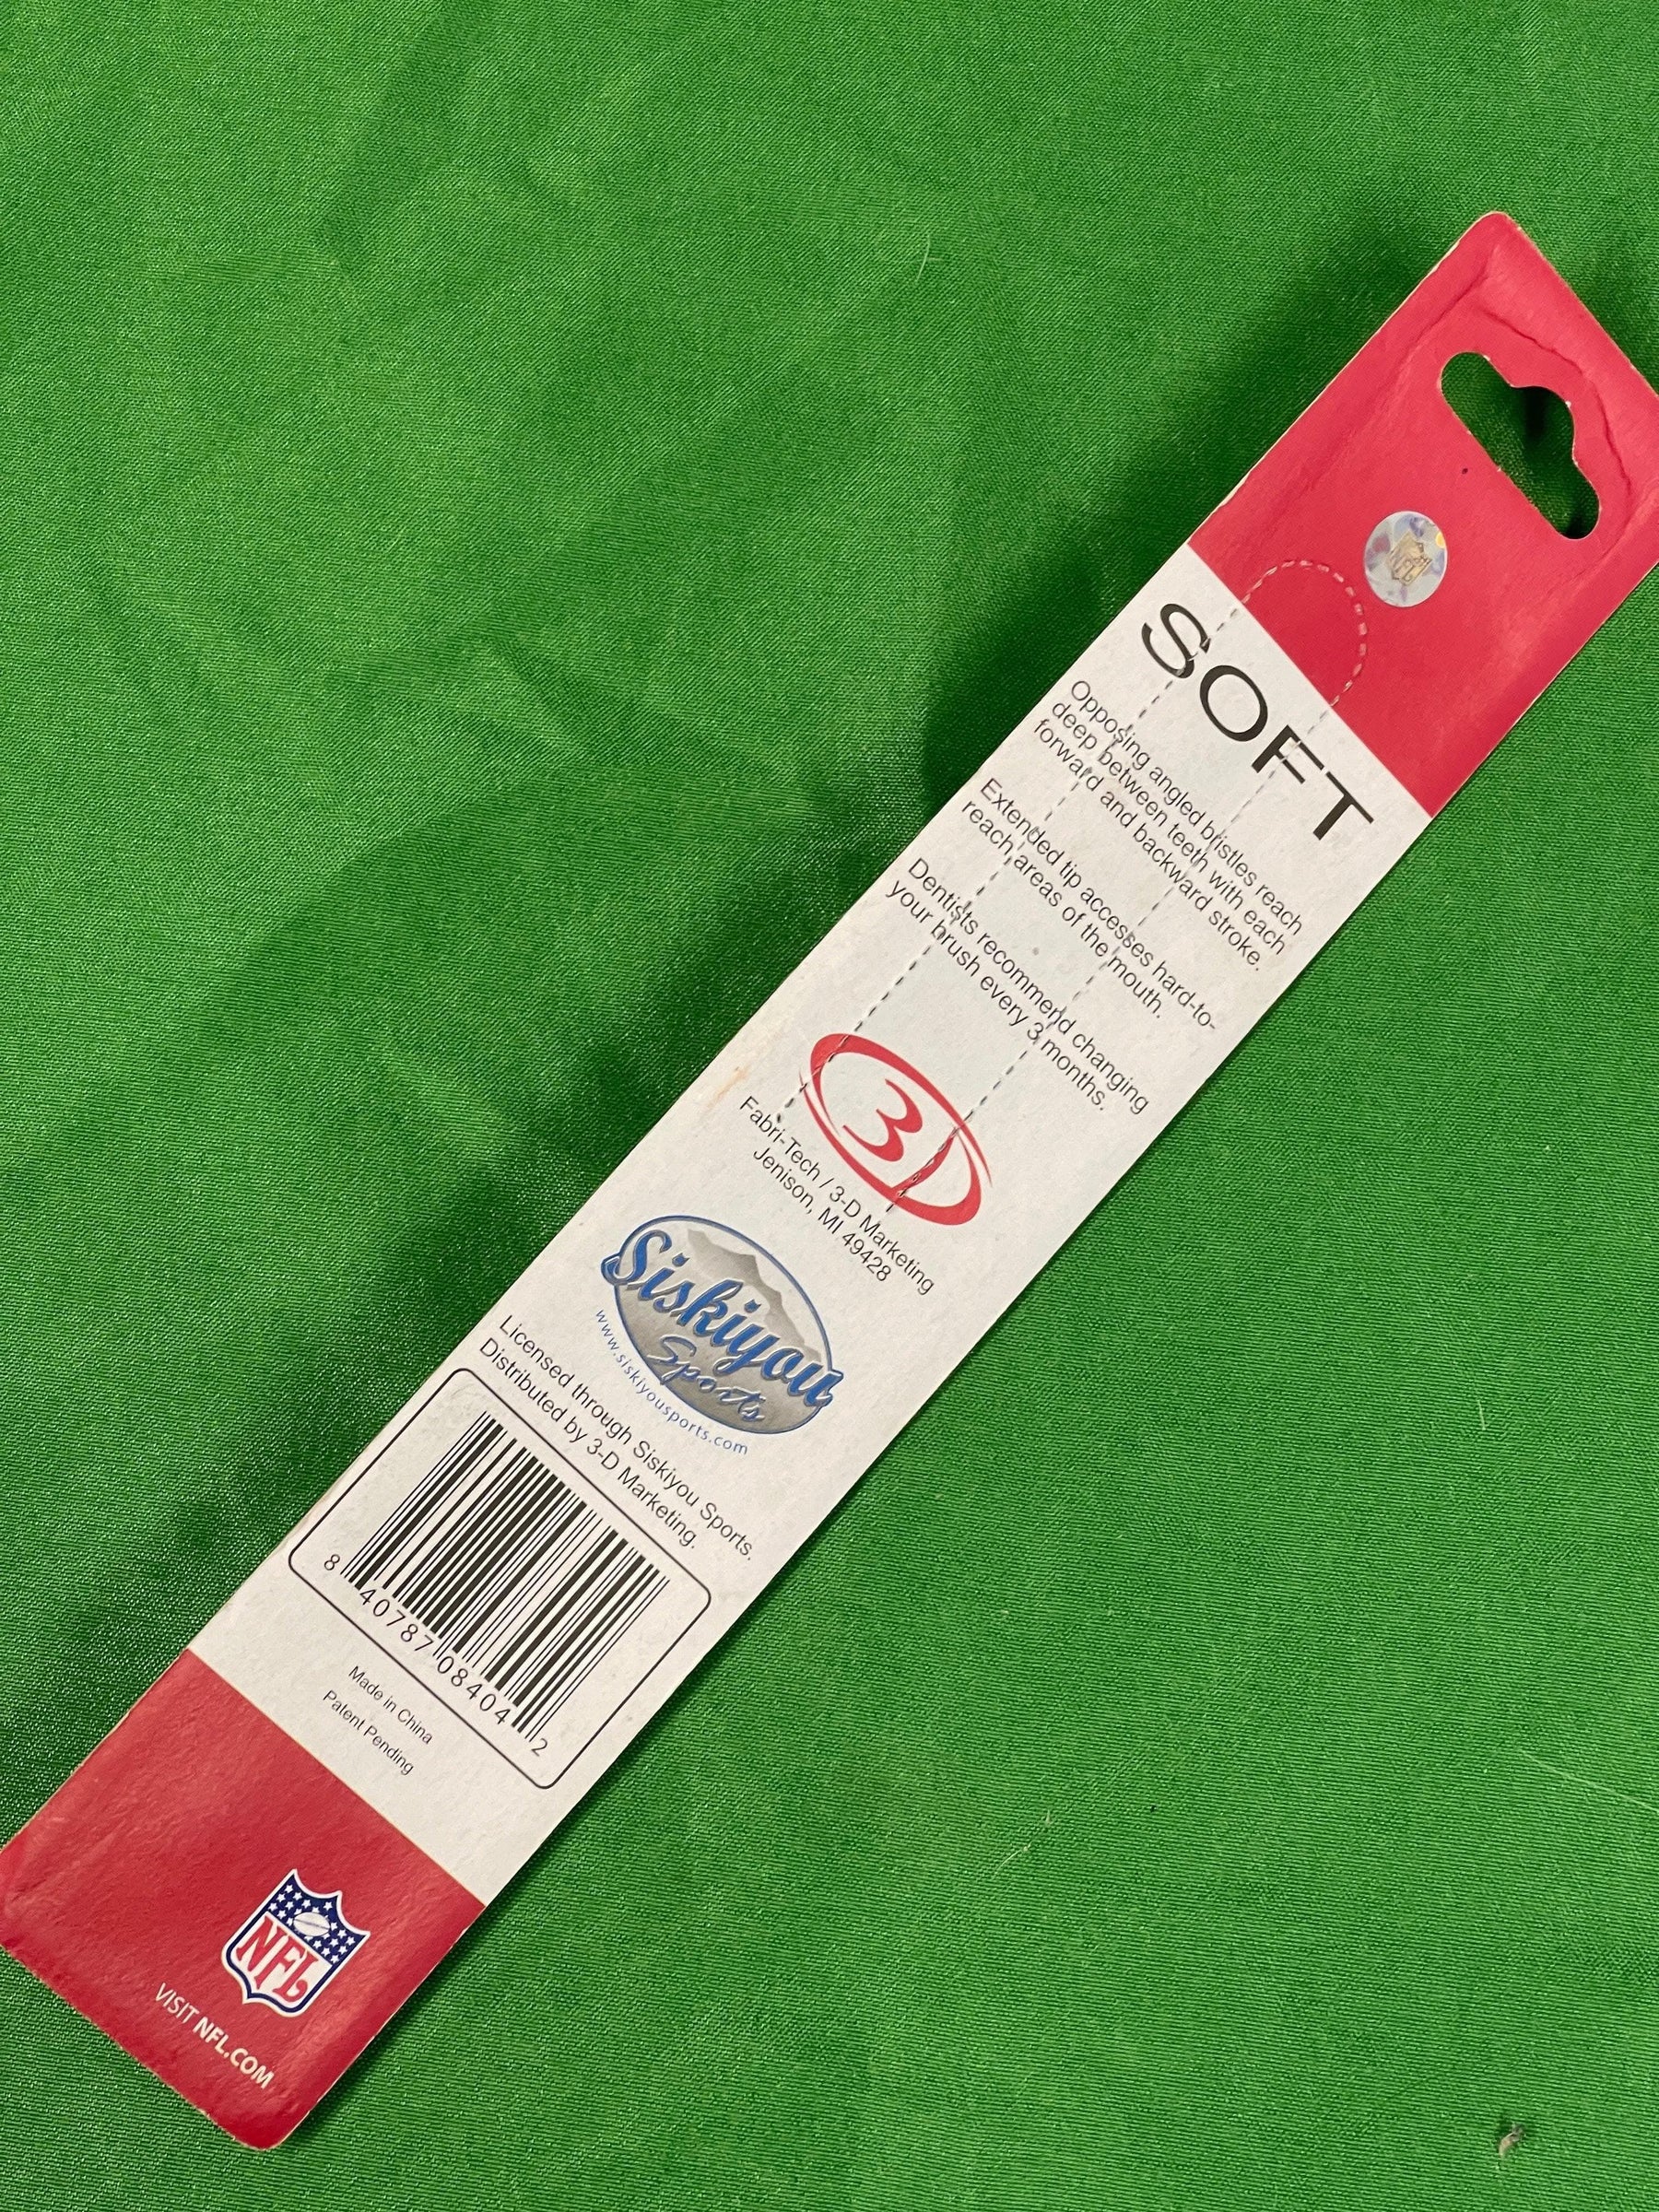 SOFT
Opposing angled bristles reach
deep between teeth with each
forward and backward stroke.
Extended tip accesses hard-to-
reach areas of the mouth.
Dentists recommend changing
your brush every 3 months.
3D
Fabri-Tech / 3-D Marketing
Jenison, MI 49428
Siskiyou
Sports
www.siskiyousports.com
Licensed through Siskiyou Sports.
Distributed by 3-D Marketing.
8 40787 08404 2
Made in China
Patent Pending
NFL
VISIT NFL.COM